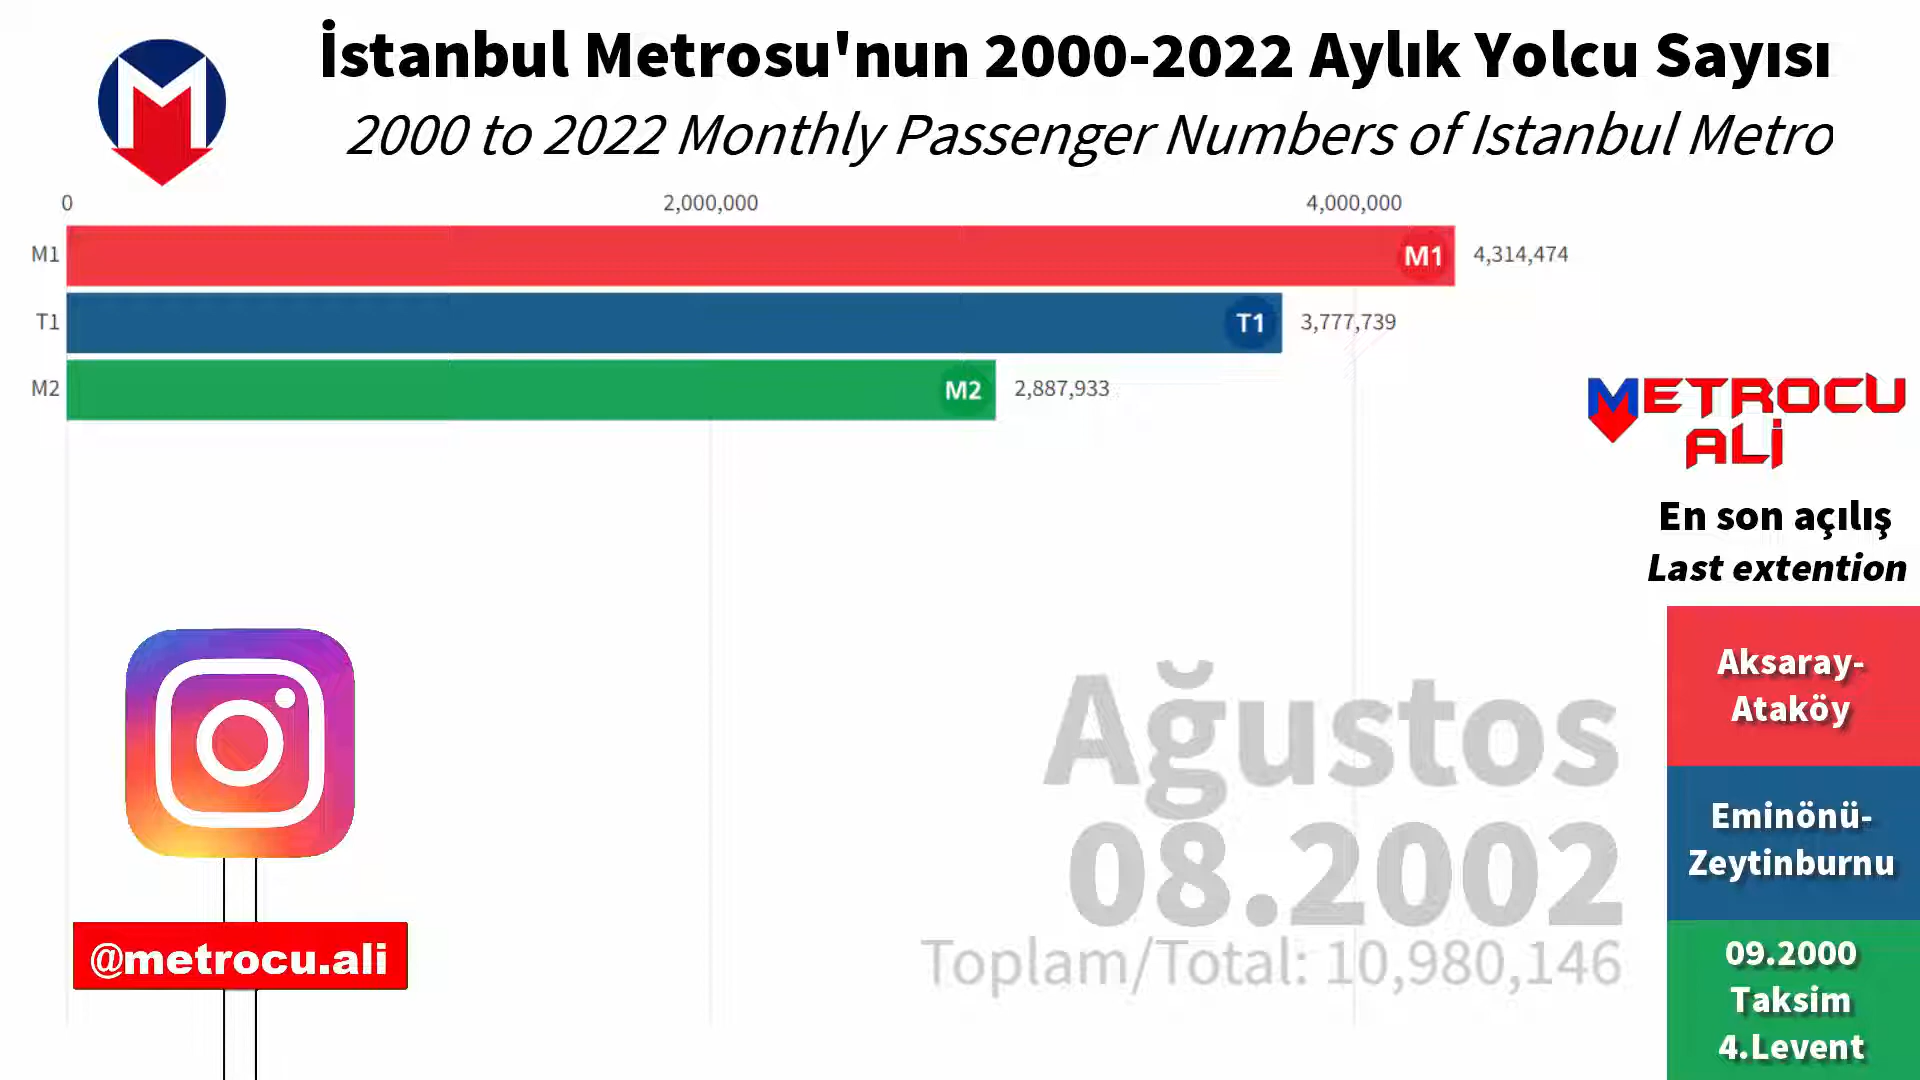 İstanbul Metrosu'nun 2000-2022 Aylık Yolcu Sayısı
2000 to 2022 Monthly Passenger Numbers of Istanbul Metro
0
2,000,000
4,000,000
M1
M1
4,314,474
T1
T1
3,777,739
M2
M2
2,887,933
METROCU
ALİ
En son açılış
Last extention
Aksaray-
Ataköy
Eminönü-
Zeytinburnu
09.2000
Taksim
4.Levent
Ağustos
08.2002
Toplam/Total: 10,980,146
@metrocu.ali